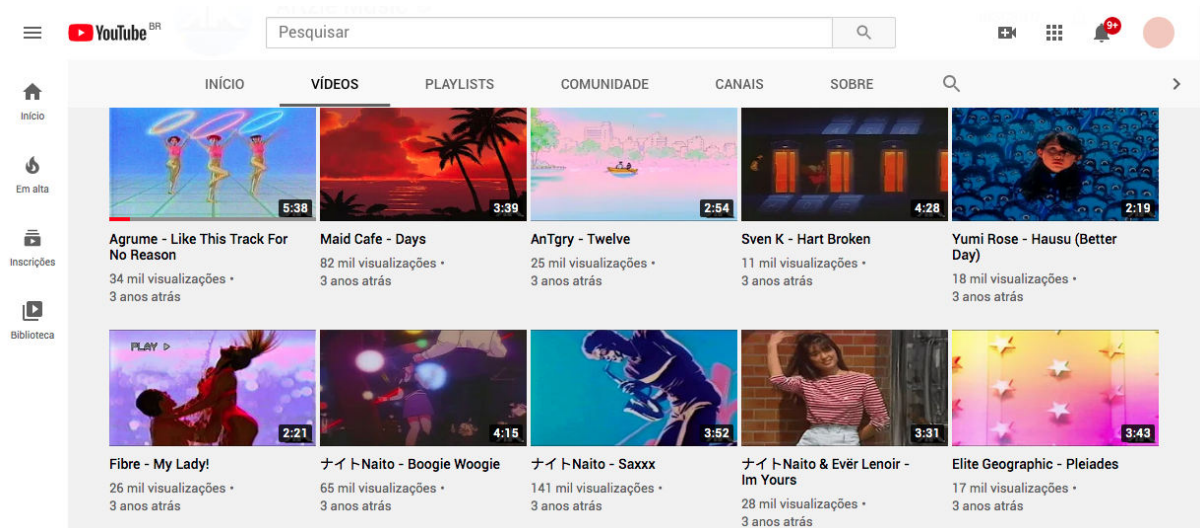 YouTube BR
Pesquisar
9+
INÍCIO VÍDEOS PLAYLISTS COMUNIDADE CANAIS SOBRE
Início
Em alta
Inscrições
Biblioteca
5:38
3:39
2:54
4:28
2:19
Agrume - Like This Track For
No Reason
34 mil visualizações •
3 anos atrás
Maid Cafe - Days
82 mil visualizações •
3 anos atrás
AnTgry - Twelve
25 mil visualizações •
3 anos atrás
Sven K - Hart Broken
11 mil visualizações •
3 anos atrás
Yumi Rose - Hausu (Better
Day)
18 mil visualizações •
3 anos atrás
PLAY
2:21
4:15
3:52
3:31
3:43
Fibre - My Lady!
26 mil visualizações •
3 anos atrás
ナイトNaito - Boogie Woogie
65 mil visualizações •
3 anos atrás
ナイトNaito - Saxxx
141 mil visualizações •
3 anos atrás
ナイトNaito & Evër Lenoir -
Im Yours
28 mil visualizações •
3 anos atrás
Elite Geographic - Pleiades
17 mil visualizações •
3 anos atrás